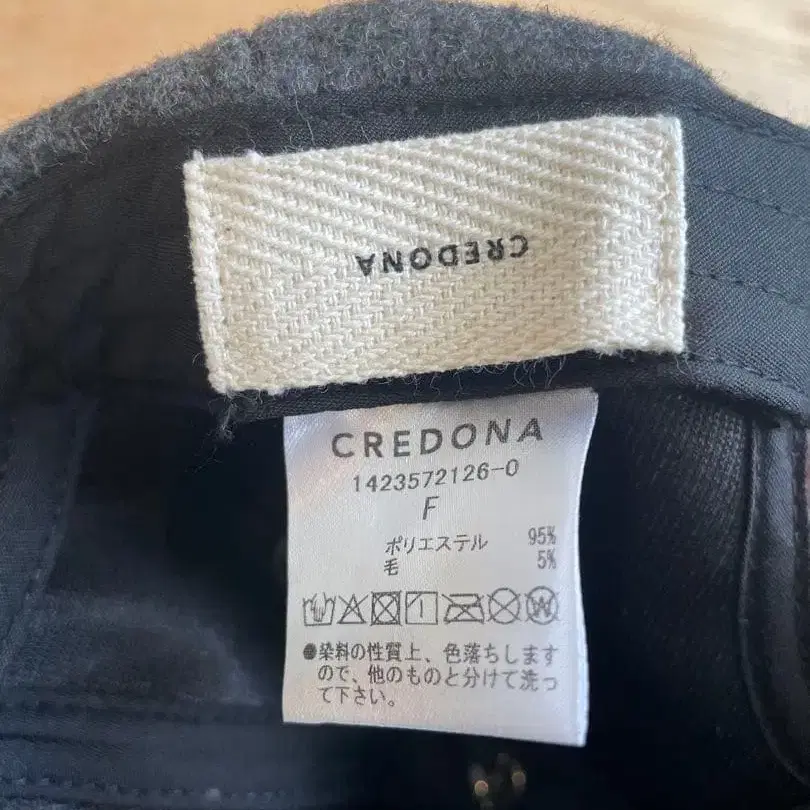 CREDONA
CREDONA
1423572126-0
F
ポリエステル 95%
毛 5%
●染料の性質上、色落ちします
ので、他のものと分けて洗っ
て下さい。